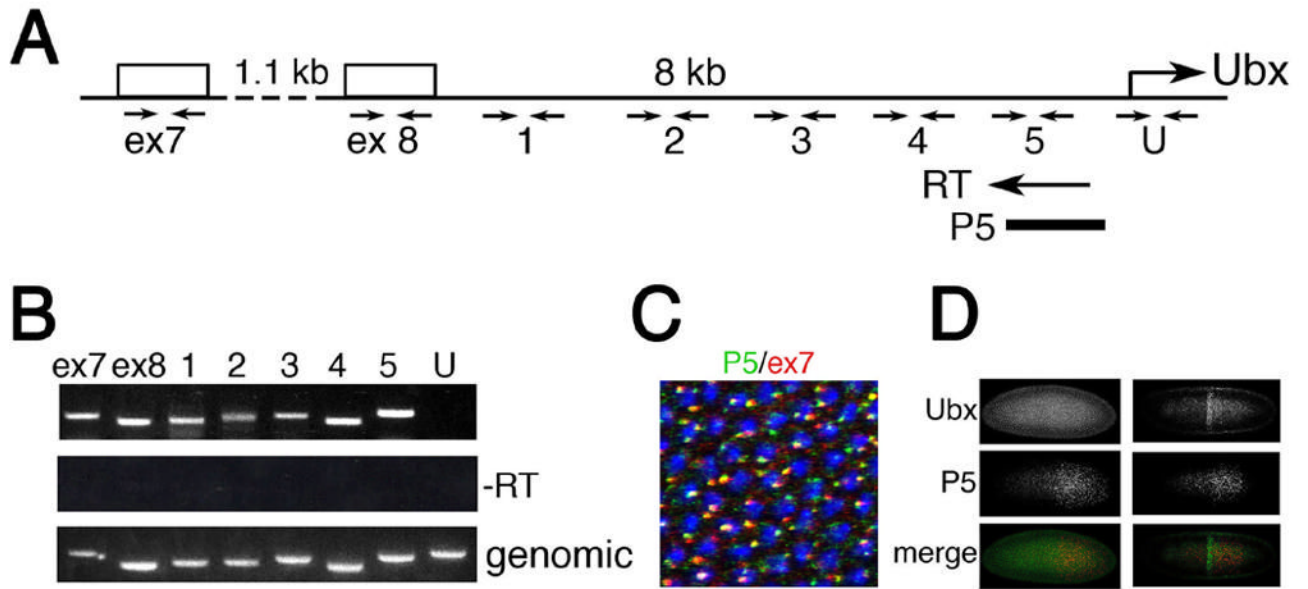 A
1.1 kb
8 kb
Ubx
ex7
ex 8
1
2
3
4
5
U
RT
P5
B
ex7 ex8 1 2 3 4 5 U
-RT
genomic
C
P5/ex7
D
Ubx
P5
merge